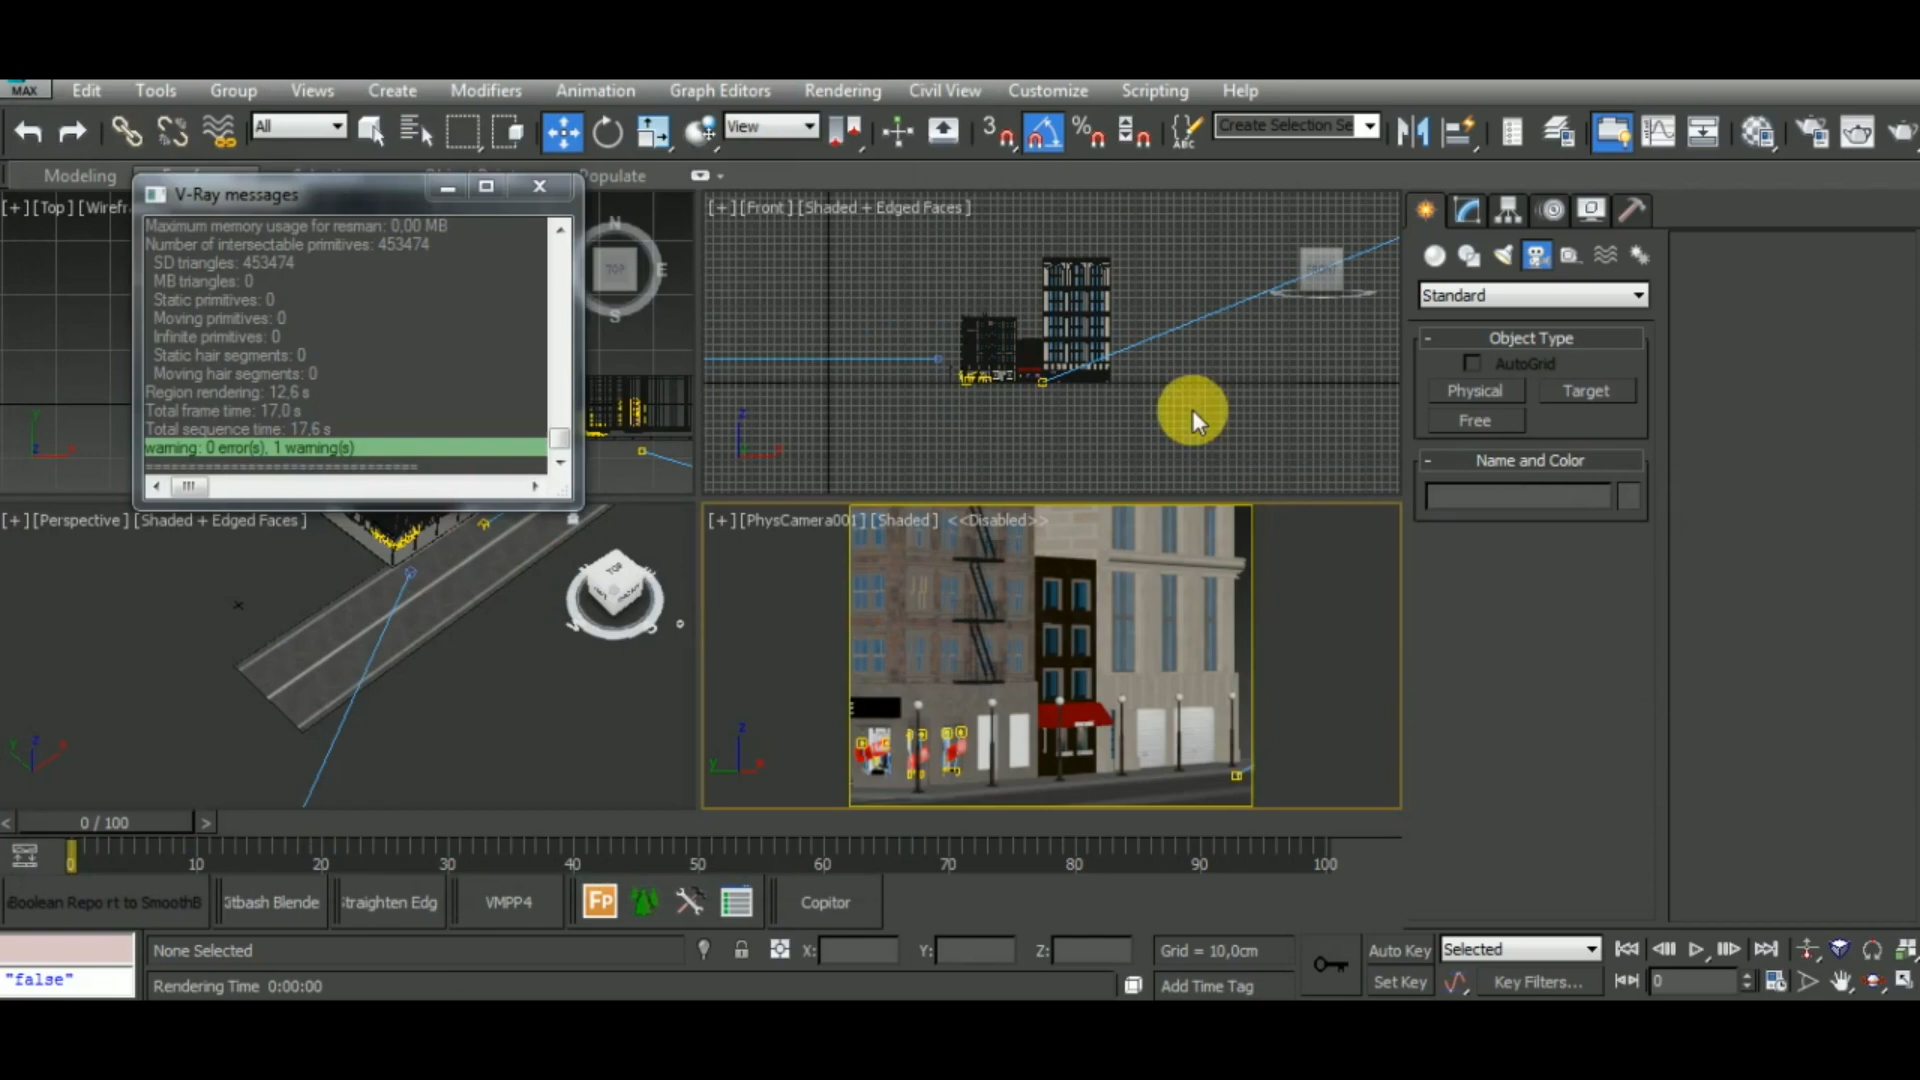 MAX Edit Tools Group Views Create Modifiers Animation Graph Editors Rendering Civil View Customize Scripting Help
All View 3 % ABC Create Selection Se
Modeling Populate
V-Ray messages
[+][Top][Wirefr
Maximum memory usage for resman: 0,00 MB
Number of intersectable primitives: 453474
SD triangles: 453474
MB triangles: 0
Static primitives: 0
Moving primitives: 0
Infinite primitives: 0
Static hair segments: 0
Moving hair segments: 0
Region rendering: 12,6 s
Total frame time: 17,0 s
Total sequence time: 17,6 s
warning: 0 error(s), 1 warning(s)
==============================
N
TOP E
S
[+][Front][Shaded + Edged Faces]
z
Standard
- Object Type
AutoGrid
Physical Target
Free
- Name and Color
[+][Perspective][Shaded + Edged Faces]
TOP
y z x
[+][PhysCamera001][Shaded] <<Disabled>>
z
y x
< 0 / 100 >
0 10 20 30 40 50 60 70 80 90 100
Boolean Repo rt to SmoothB itbash Blende traighten Edg VMPP4 Fp Copitor
None Selected X: Y: Z: Grid = 10,0cm Auto Key Selected
"false" Rendering Time 0:00:00 Add Time Tag Set Key Key Filters... 0